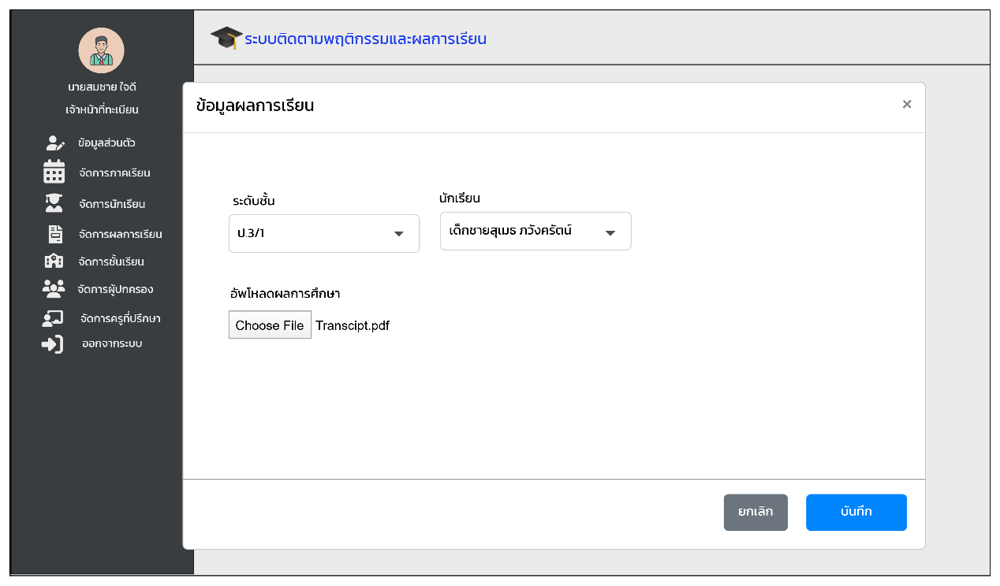 ระบบติดตามพฤติกรรมและผลการเรียน
นายสมชาย ใจดี
เจ้าหน้าที่ทะเบียน
ข้อมูลส่วนตัว
จัดการภาคเรียน
จัดการนักเรียน
จัดการผลการเรียน
จัดการชั้นเรียน
จัดการผู้ปกครอง
จัดการครูที่ปรึกษา
ออกจากระบบ
ข้อมูลผลการเรียน ×
ระดับชั้น นักเรียน
ป.3/1 เด็กชายสุเมธ ภวังครัตน์
อัพโหลดผลการศึกษา
Choose File Transcipt.pdf
ยกเลิก บันทึก